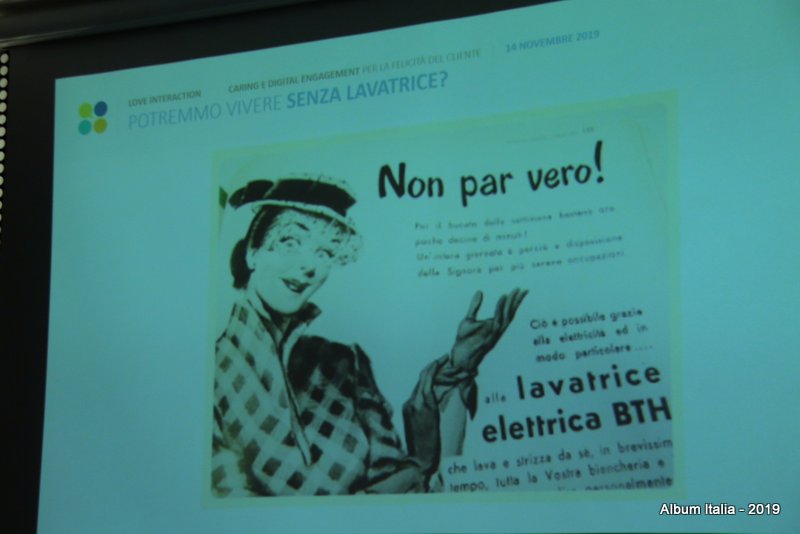 LOVE INTERACTION CARING E DIGITAL ENGAGEMENT PER LA FELICITÀ DEL CLIENTE 14 NOVEMBRE 2019
POTREMMO VIVERE SENZA LAVATRICE?
Non par vero!
Per il bucato della settimana bastano ora
poche decine di minuti!
Un'intera giornata è perciò a disposizione
della Signora per più serene occupazioni.
Ciò è possibile grazie
alla elettricità ed in
modo particolare....
alla lavatrice
elettrica BTH
che lava e strizza da sè, in brevissim
tempo, tutta la Vostra biancheria e
personalmente
Album Italia - 2019